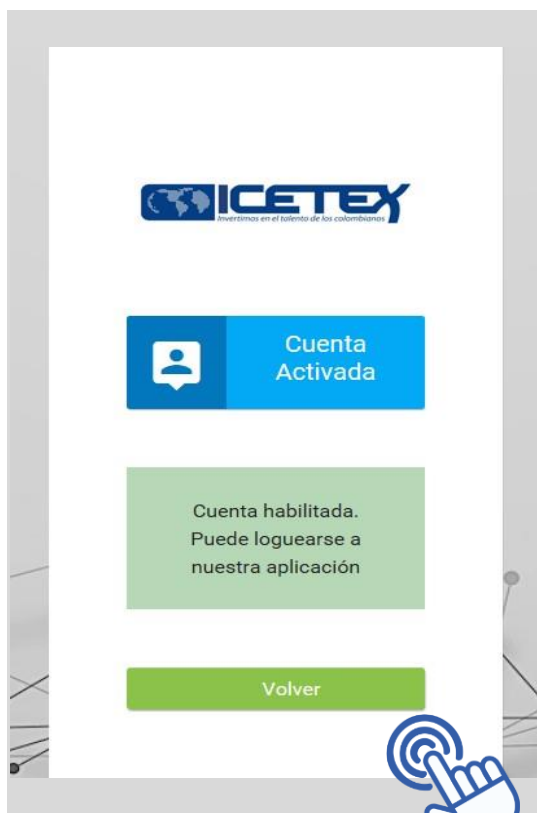 ICETEX
Invertimos en el talento de los colombianos
Cuenta
Activada
Cuenta habilitada.
Puede loguearse a
nuestra aplicación
Volver